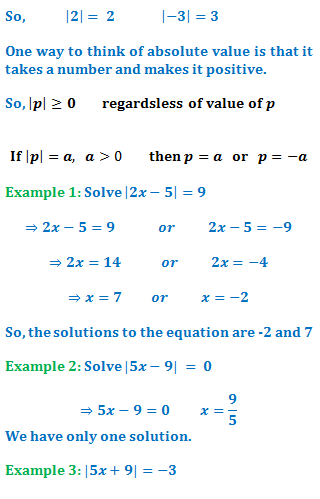 So, |2| = 2 |−3| = 3
One way to think of absolute value is that it
takes a number and makes it positive.
So, |p| ≥ 0 regardsless of value of p
If |p| = a, a > 0 then p = a or p = −a
Example 1: Solve |2x − 5| = 9
⇒ 2x − 5 = 9 or 2x − 5 = −9
⇒ 2x = 14 or 2x = −4
⇒ x = 7 or x = −2
So, the solutions to the equation are -2 and 7
Example 2: Solve |5x − 9| = 0
⇒ 5x − 9 = 0 x = 9/5
We have only one solution.
Example 3: |5x + 9| = −3